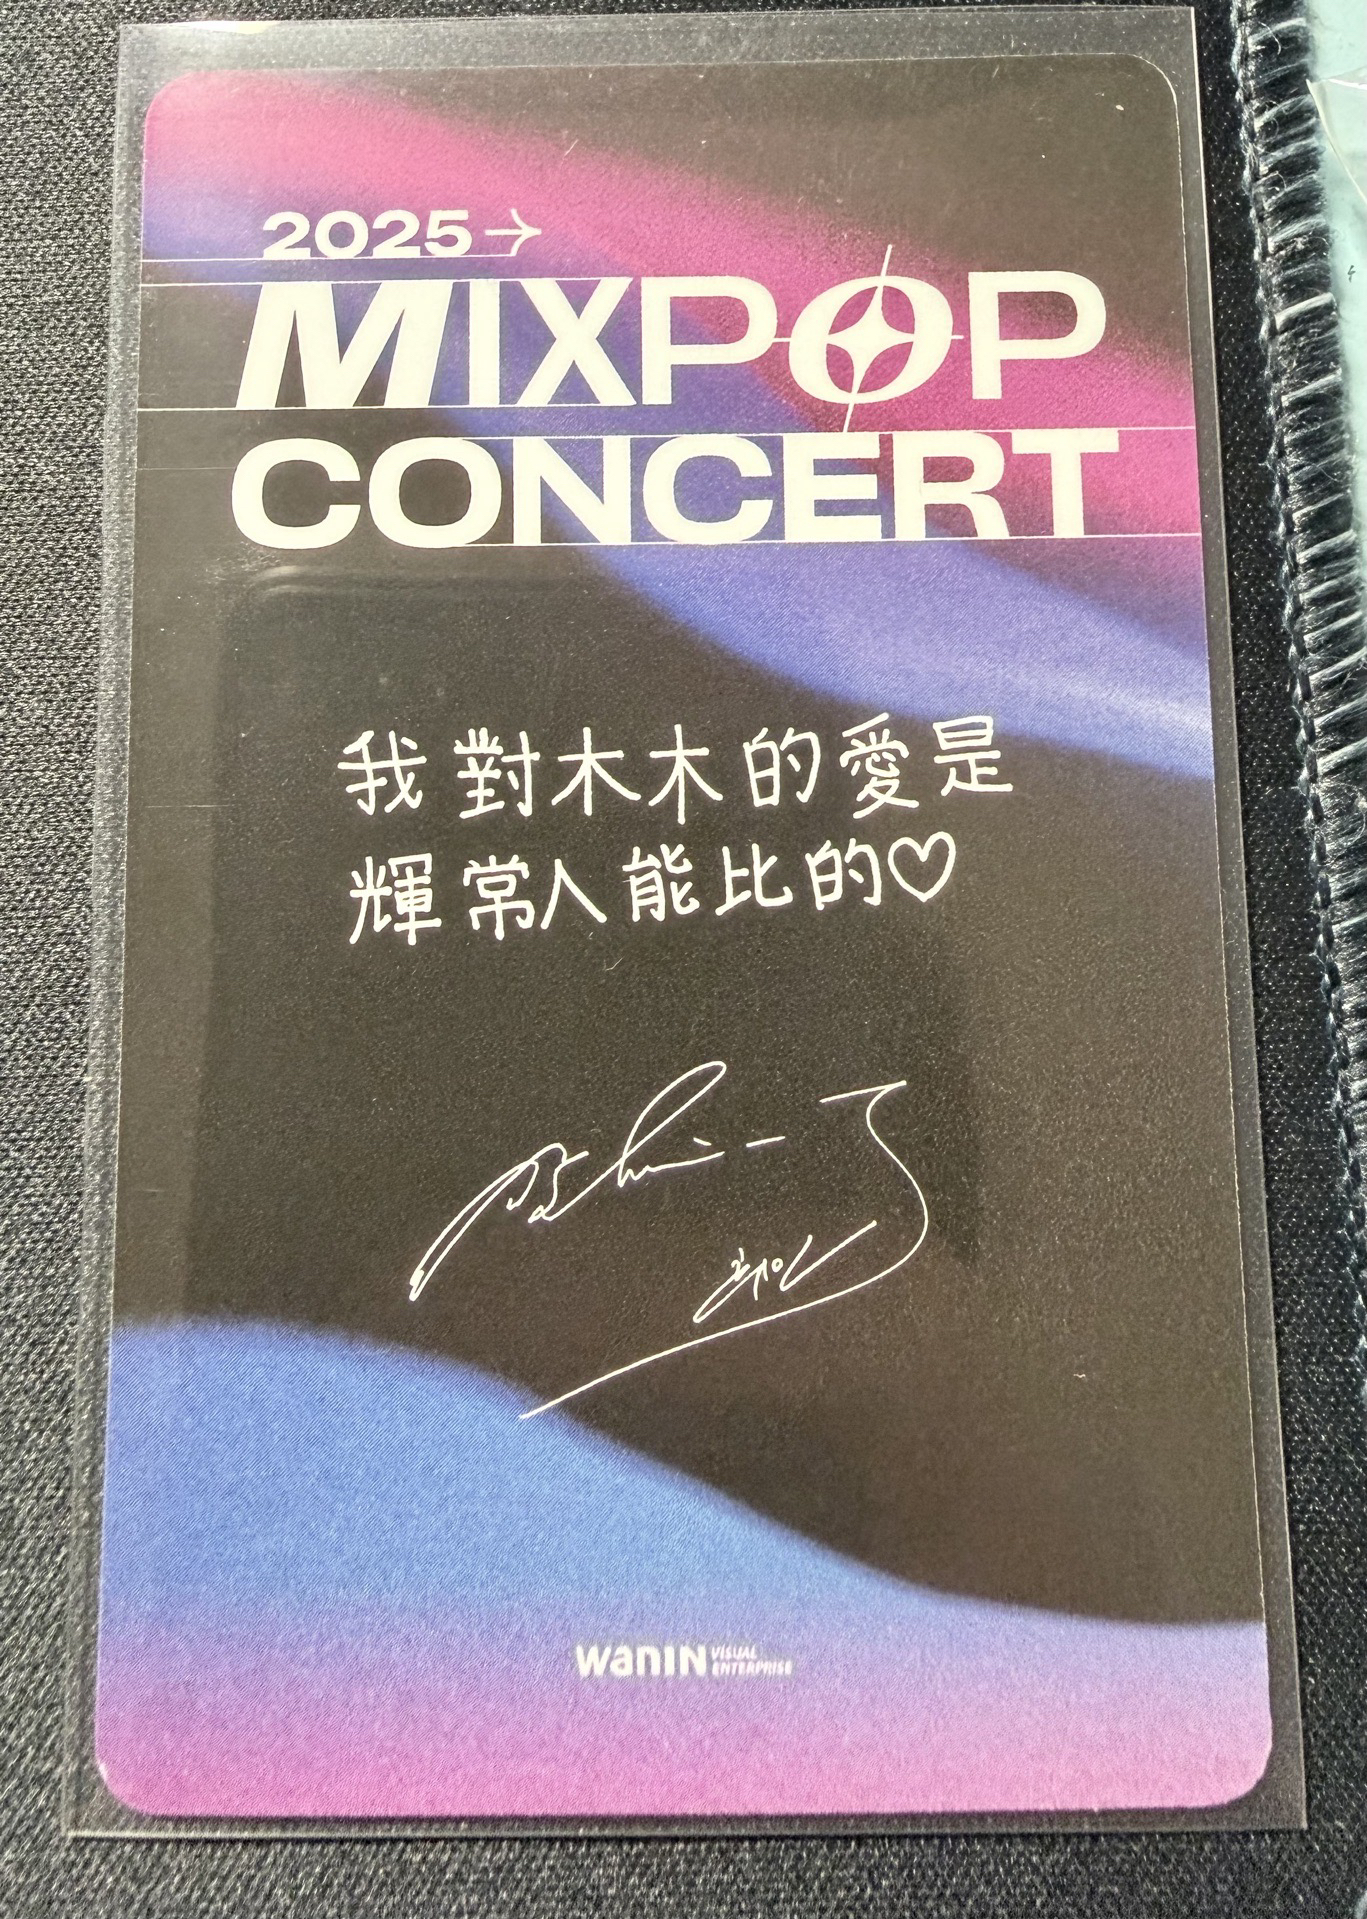 2025→
MIXPOP
CONCERT
我對木木的愛是
輝常人能比的♡
wanin VISUAL
ENTERPRISE